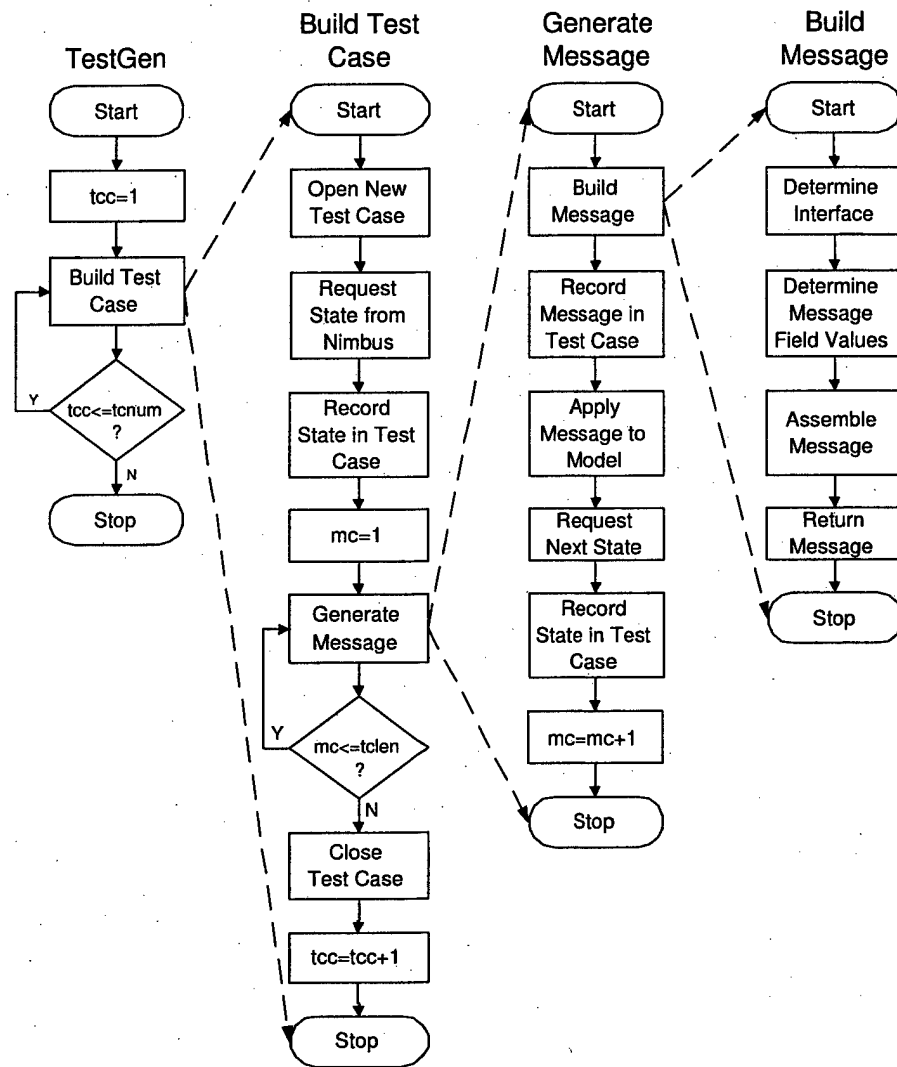 TestGen
Start
tcc=1
Build Test
Case
Y
tcc<=tcnum
?
N
Stop
Build Test
Case
Start
Open New
Test Case
Request
State from
Nimbus
Record
State in Test
Case
mc=1
Generate
Message
Y
mc<=tclen
?
N
Close
Test Case
tcc=tcc+1
Stop
Generate
Message
Start
Build
Message
Record
Message in
Test Case
Apply
Message to
Model
Request
Next State
Record
State in Test
Case
mc=mc+1
Stop
Build
Message
Start
Determine
Interface
Determine
Message
Field Values
Assemble
Message
Return
Message
Stop